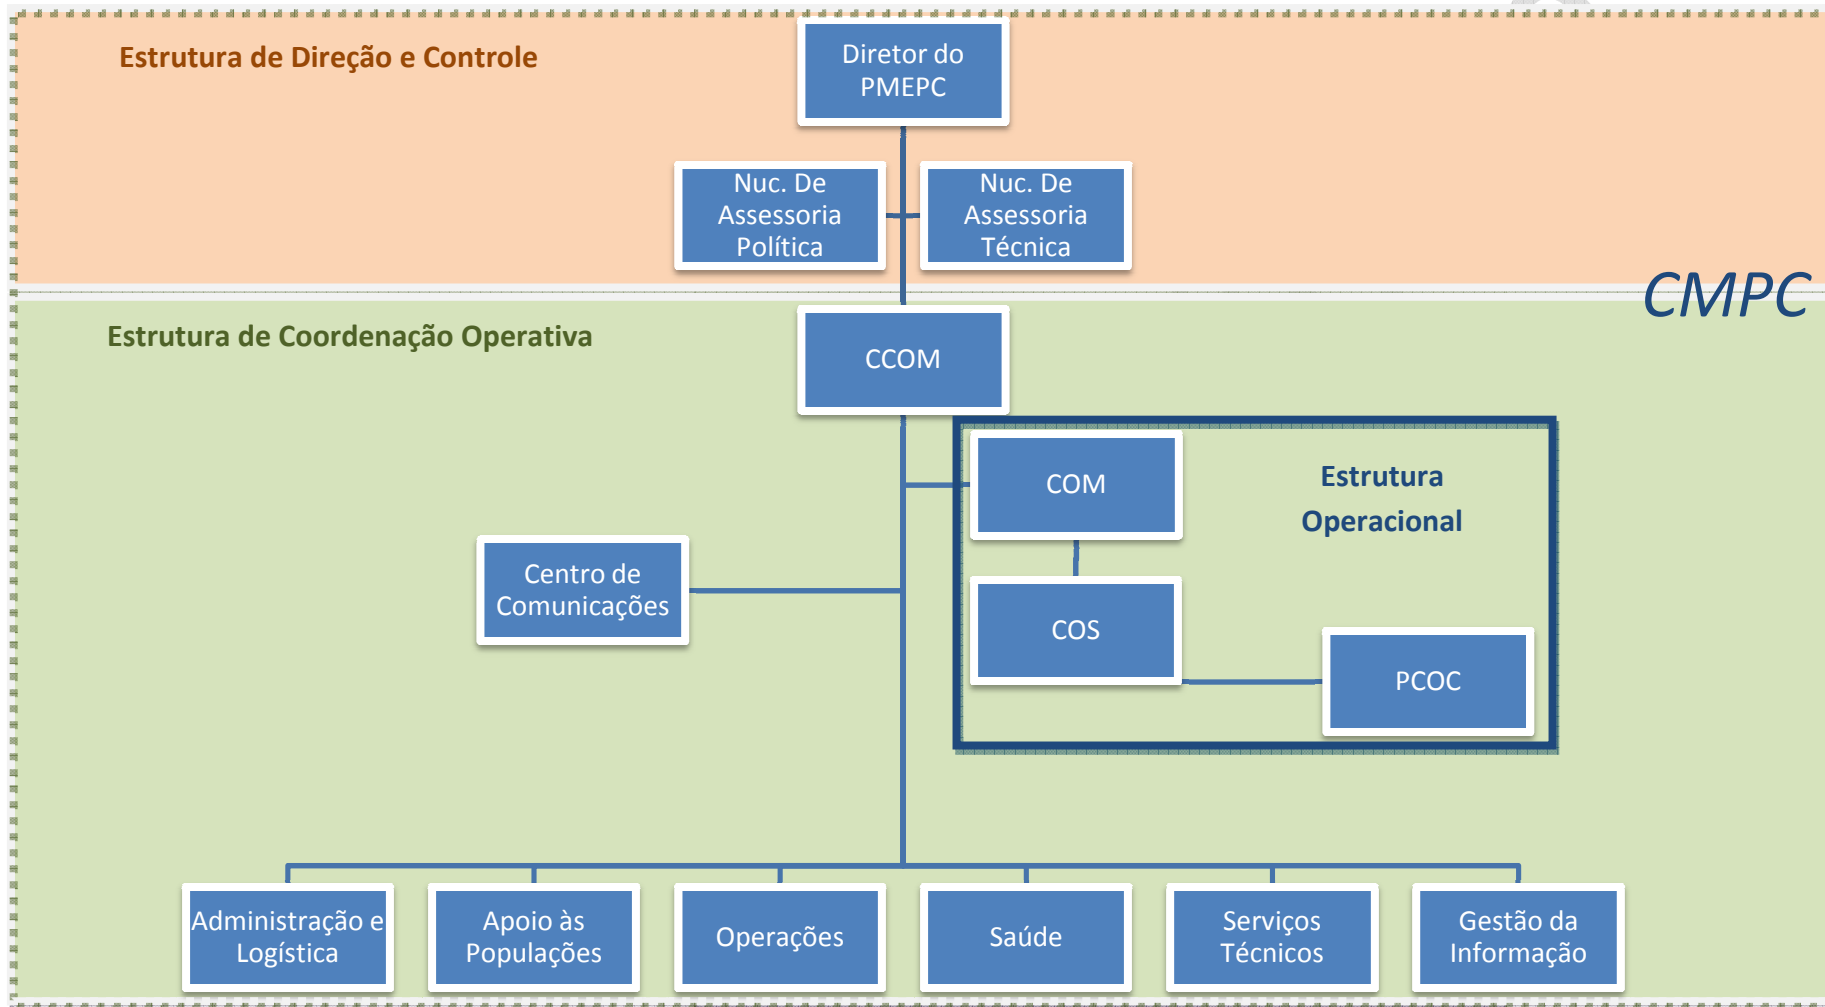 Estrutura de Direção e Controle
Diretor do
PMEPC
Nuc. De
Assessoria
Política
Nuc. De
Assessoria
Técnica
CMPC
Estrutura de Coordenação Operativa
CCOM
COM
Estrutura
Operacional
Centro de
Comunicações
COS
PCOC
Administração e
Logística
Apoio às
Populações
Operações
Saúde
Serviços
Técnicos
Gestão da
Informação